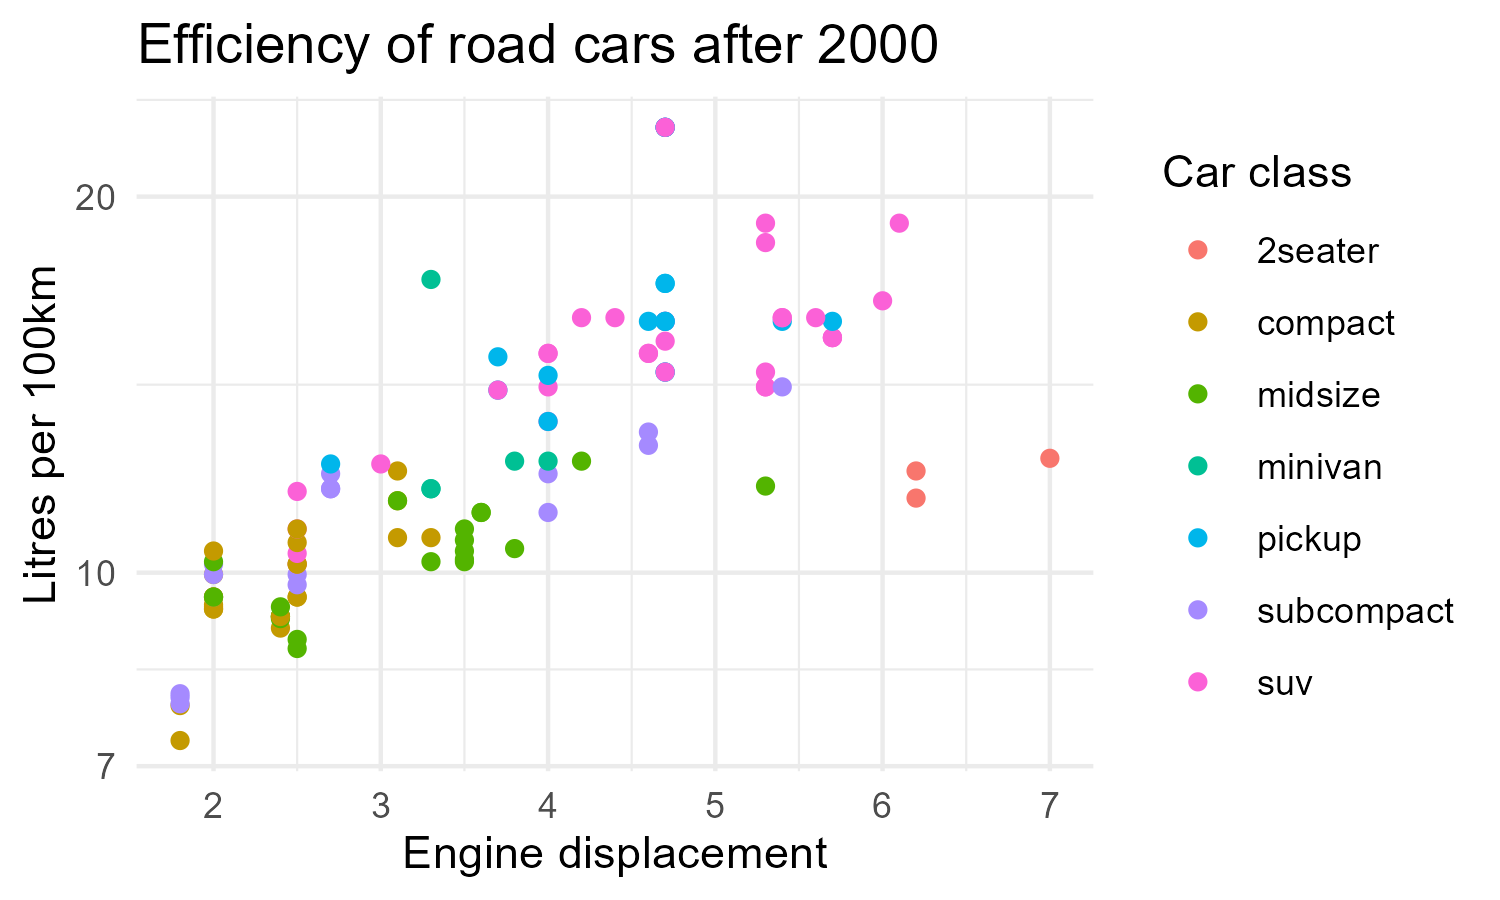 Efficiency of road cars after 2000
Litres per 100km
20
10
7
2 3 4 5 6 7
Engine displacement
Car class
2seater
compact
midsize
minivan
pickup
subcompact
suv